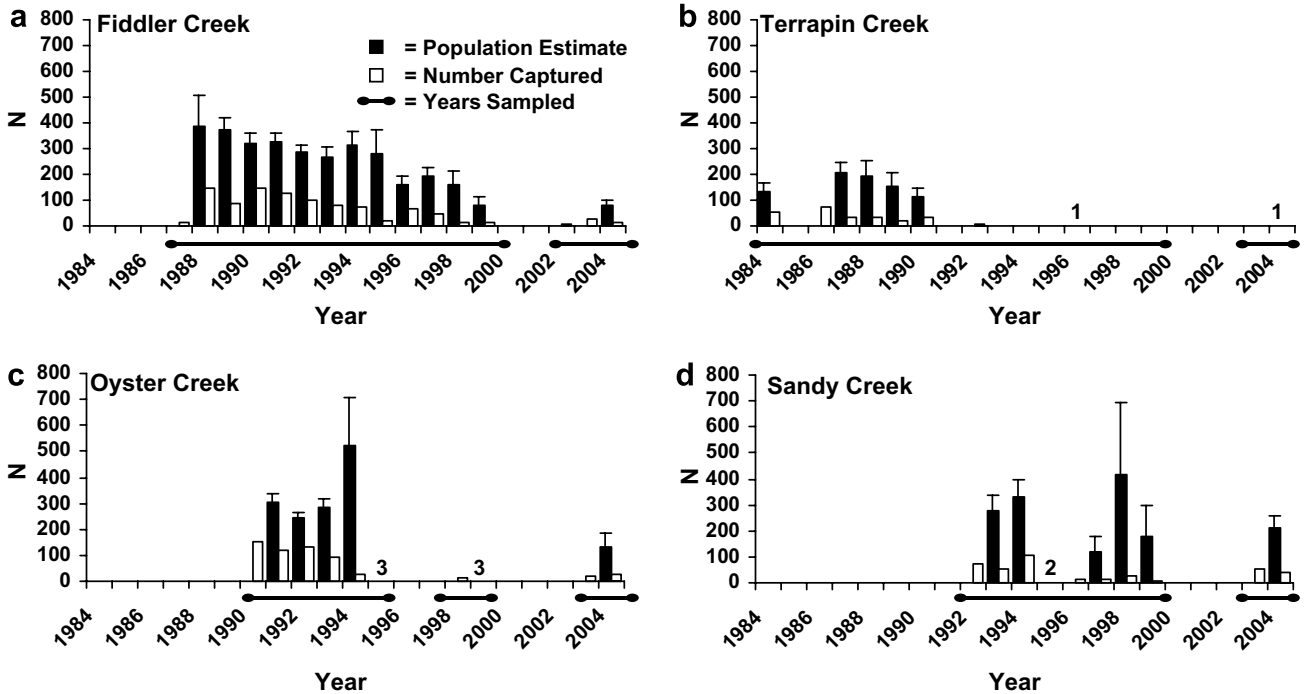 a Fiddler Creek
800
700
600
500
400
300
200
100
0
N
= Population Estimate
= Number Captured
= Years Sampled
1984 1986 1988 1990 1992 1994 1996 1998 2000 2002 2004
Year
b Terrapin Creek
800
700
600
500
400
300
200
100
0
N
1 1
1984 1986 1988 1990 1992 1994 1996 1998 2000 2002 2004
Year
c Oyster Creek
800
700
600
500
400
300
200
100
0
N
3 3
1984 1986 1988 1990 1992 1994 1996 1998 2000 2002 2004
Year
d Sandy Creek
800
700
600
500
400
300
200
100
0
N
2
1984 1986 1988 1990 1992 1994 1996 1998 2000 2002 2004
Year